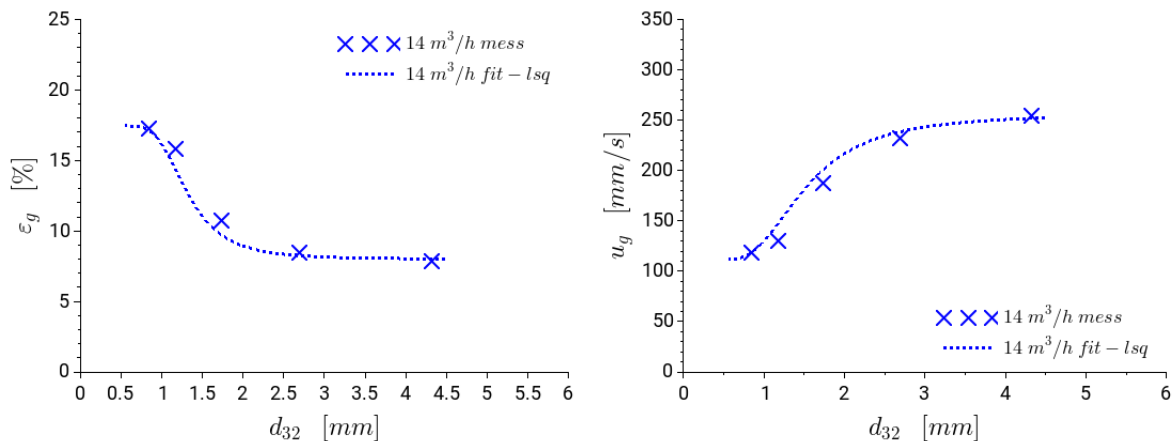 25
20
15
10
5
0
ε_g [%]
14 m³/h mess
14 m³/h fit − lsq
0 0.5 1 1.5 2 2.5 3 3.5 4 4.5 5 5.5 6
d₃₂ [mm]
350
300
250
200
150
100
50
0
u_g [mm/s]
14 m³/h mess
14 m³/h fit − lsq
0 1 2 3 4 5 6
d₃₂ [mm]